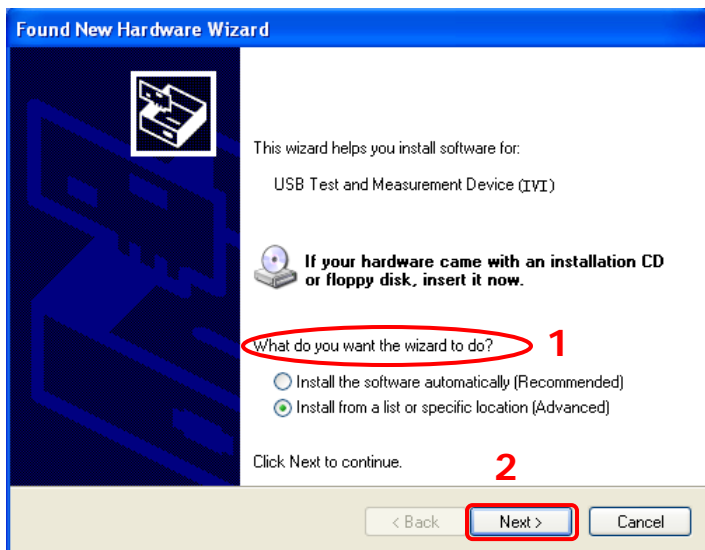 Found New Hardware Wizard
This wizard helps you install software for:
USB Test and Measurement Device (IVI)
If your hardware came with an installation CD
or floppy disk, insert it now.
What do you want the wizard to do?
1
Install the software automatically (Recommended)
Install from a list or specific location (Advanced)
Click Next to continue.
2
< Back
Next >
Cancel